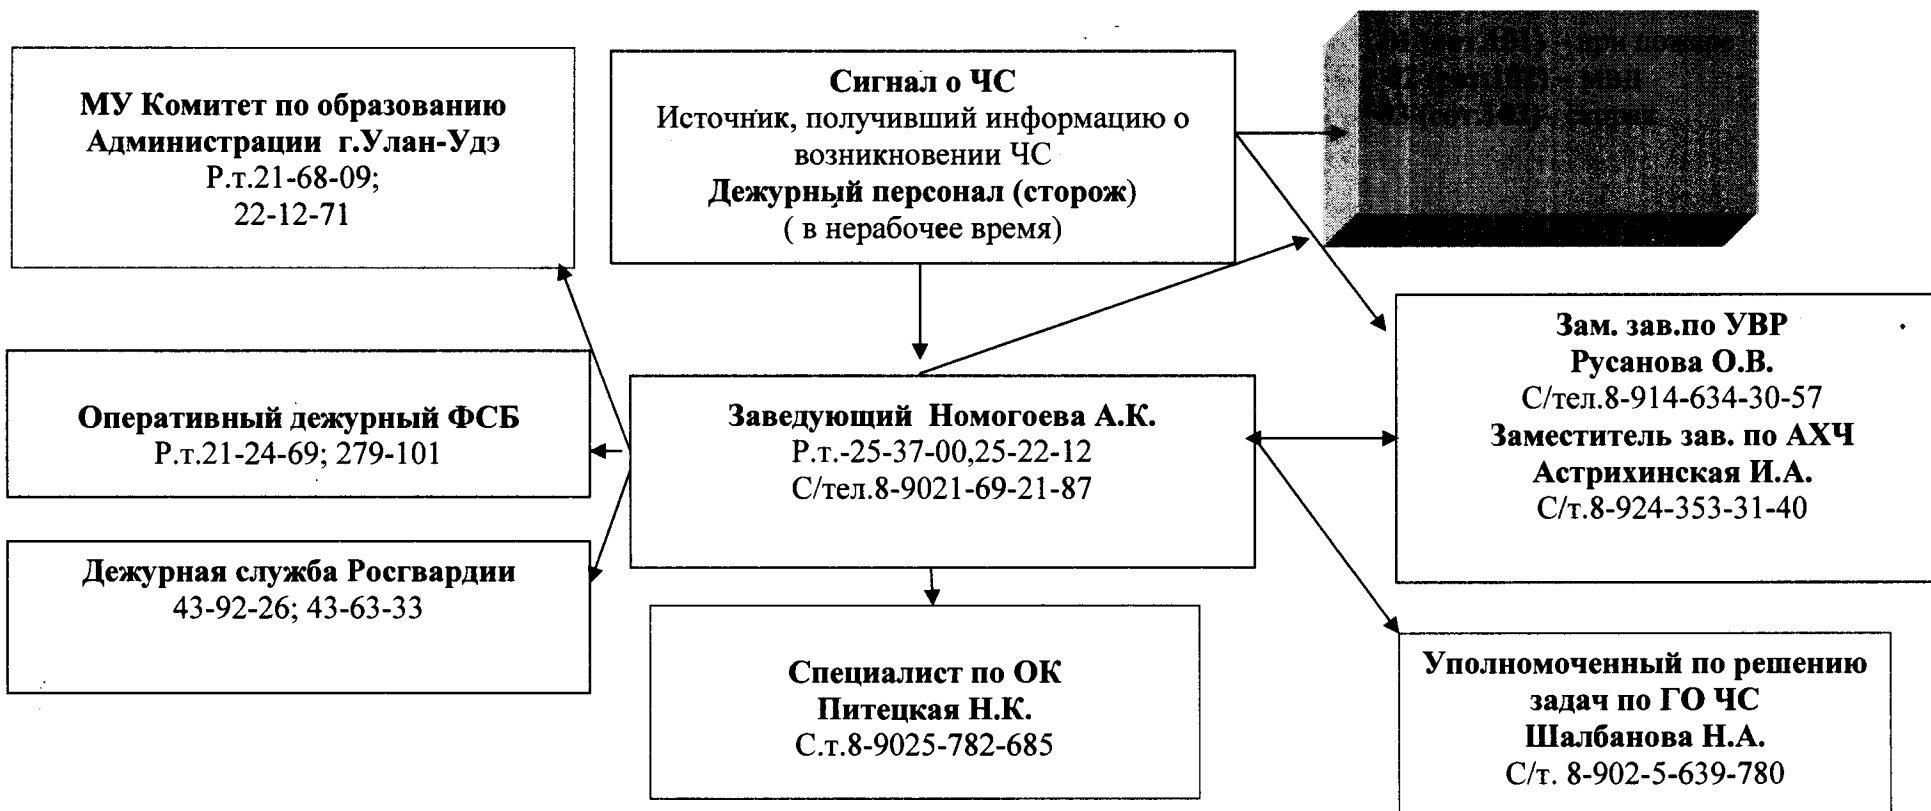 МУ Комитет по образованию
Администрации г.Улан-Удэ
Р.т.21-68-09;
22-12-71
Сигнал о ЧС
Источник, получивший информацию о
возникновении ЧС
Дежурный персонал (сторож)
( в нерабочее время)
при пожаре
МВД
Оперативный дежурный ФСБ
Р.т.21-24-69; 279-101
Заведующий Номогоева А.К.
Р.т.-25-37-00,25-22-12
С/тел.8-9021-69-21-87
Зам. зав.по УВР
Русанова О.В.
С/тел.8-914-634-30-57
Заместитель зав. по АХЧ
Астрихинская И.А.
С/т.8-924-353-31-40
Дежурная служба Росгвардии
43-92-26; 43-63-33
Специалист по ОК
Питецкая Н.К.
С.т.8-9025-782-685
Уполномоченный по решению
задач по ГО ЧС
Шалбанова Н.А.
С/т. 8-902-5-639-780